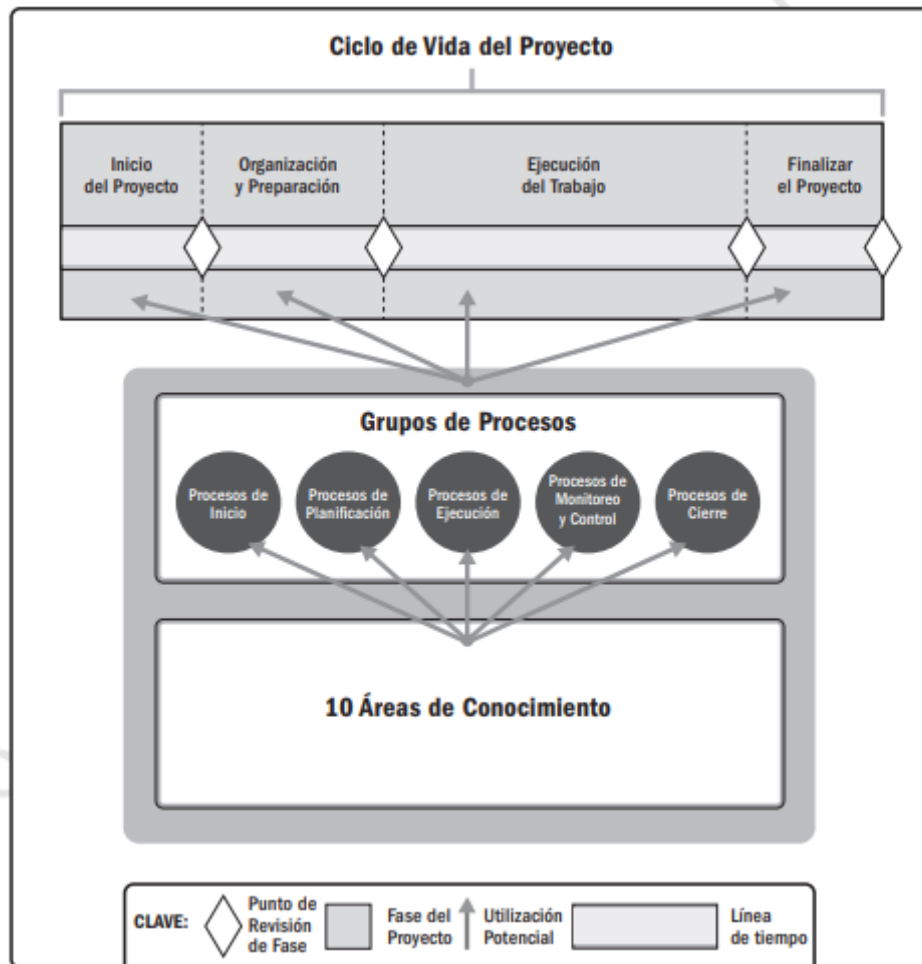 Ciclo de Vida del Proyecto
Inicio
del Proyecto
Organización
y Preparación
Ejecución
del Trabajo
Finalizar
el Proyecto
Grupos de Procesos
Procesos de
Inicio
Procesos de
Planificación
Procesos de
Ejecución
Procesos de
Monitoreo
y Control
Procesos de
Cierre
10 Áreas de Conocimiento
CLAVE:
Punto de
Revisión
de Fase
Fase del
Proyecto
Utilización
Potencial
Línea
de tiempo